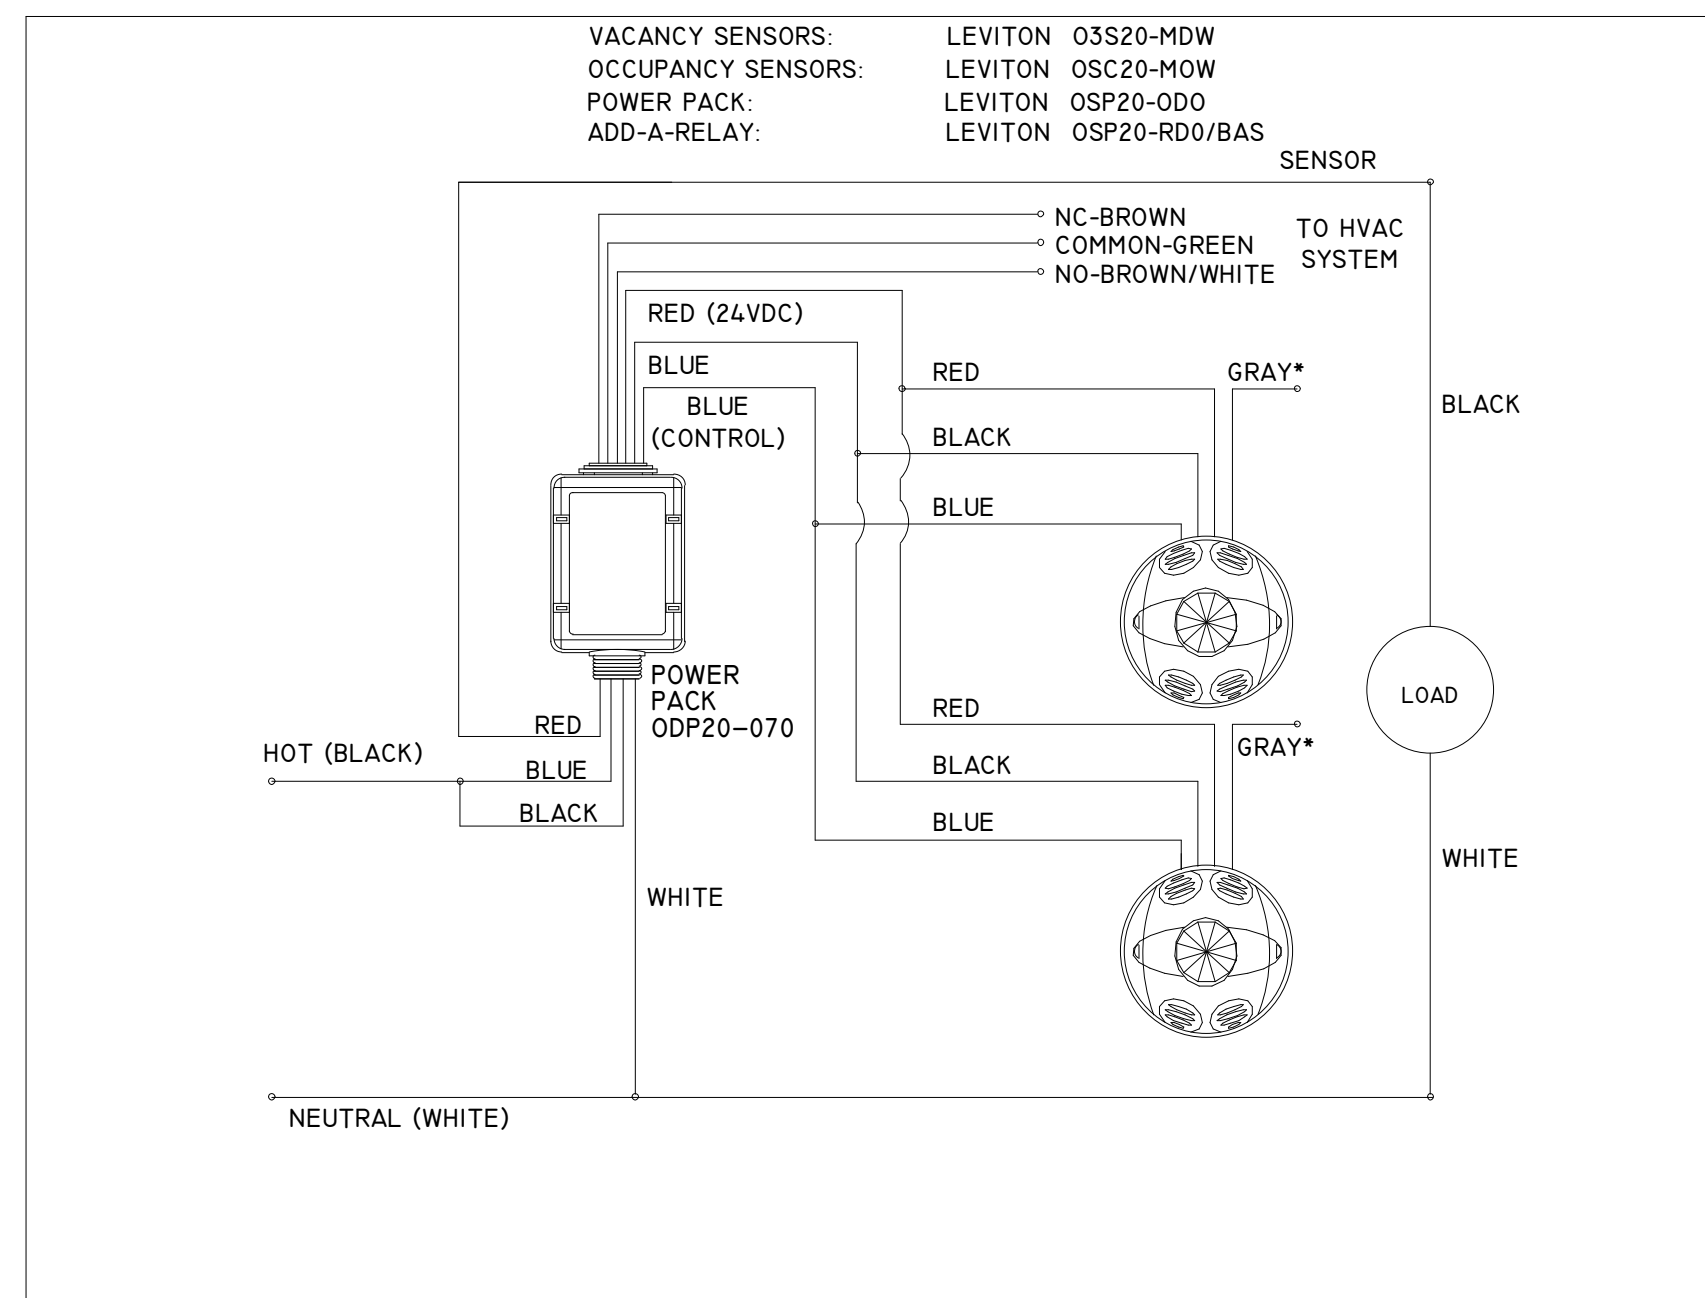 VACANCY SENSORS: LEVITON O3S20-MDW
OCCUPANCY SENSORS: LEVITON OSC20-MOW
POWER PACK: LEVITON OSP20-ODO
ADD-A-RELAY: LEVITON OSP20-RD0/BAS
SENSOR
NC-BROWN
COMMON-GREEN
NO-BROWN/WHITE
TO HVAC
SYSTEM
RED (24VDC)
BLUE
BLUE
(CONTROL)
RED
GRAY*
BLACK
BLACK
BLUE
POWER
PACK
ODP20-070
LOAD
RED
HOT (BLACK)
BLUE
BLACK
RED
GRAY*
BLACK
BLUE
WHITE
WHITE
NEUTRAL (WHITE)